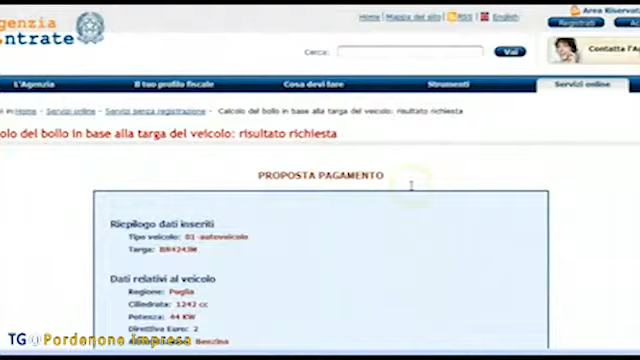 genzia
ntrate
Home | Mappa del sito | RSS | English
Area Riservata
Registrati
Cerca:
Vai
Contatta l'A
L'Agenzia
Il tuo profilo fiscale
Cosa devi fare
Strumenti
Servizi online
in: Home - Servizi online - Servizi senza registrazione - Calcolo del bollo in base alla targa del veicolo: risultato richiesta
olo del bollo in base alla targa del veicolo: risultato richiesta
PROPOSTA PAGAMENTO
Riepilogo dati inseriti
Tipo veicolo: 01-autoveicolo
Targa:
Dati relativi al veicolo
Regione: Puglia
Cilindrata: 1242 cc
Potenza: 44 KW
Direttiva Euro: 2
Benzina
TG@Pordenone Impresa